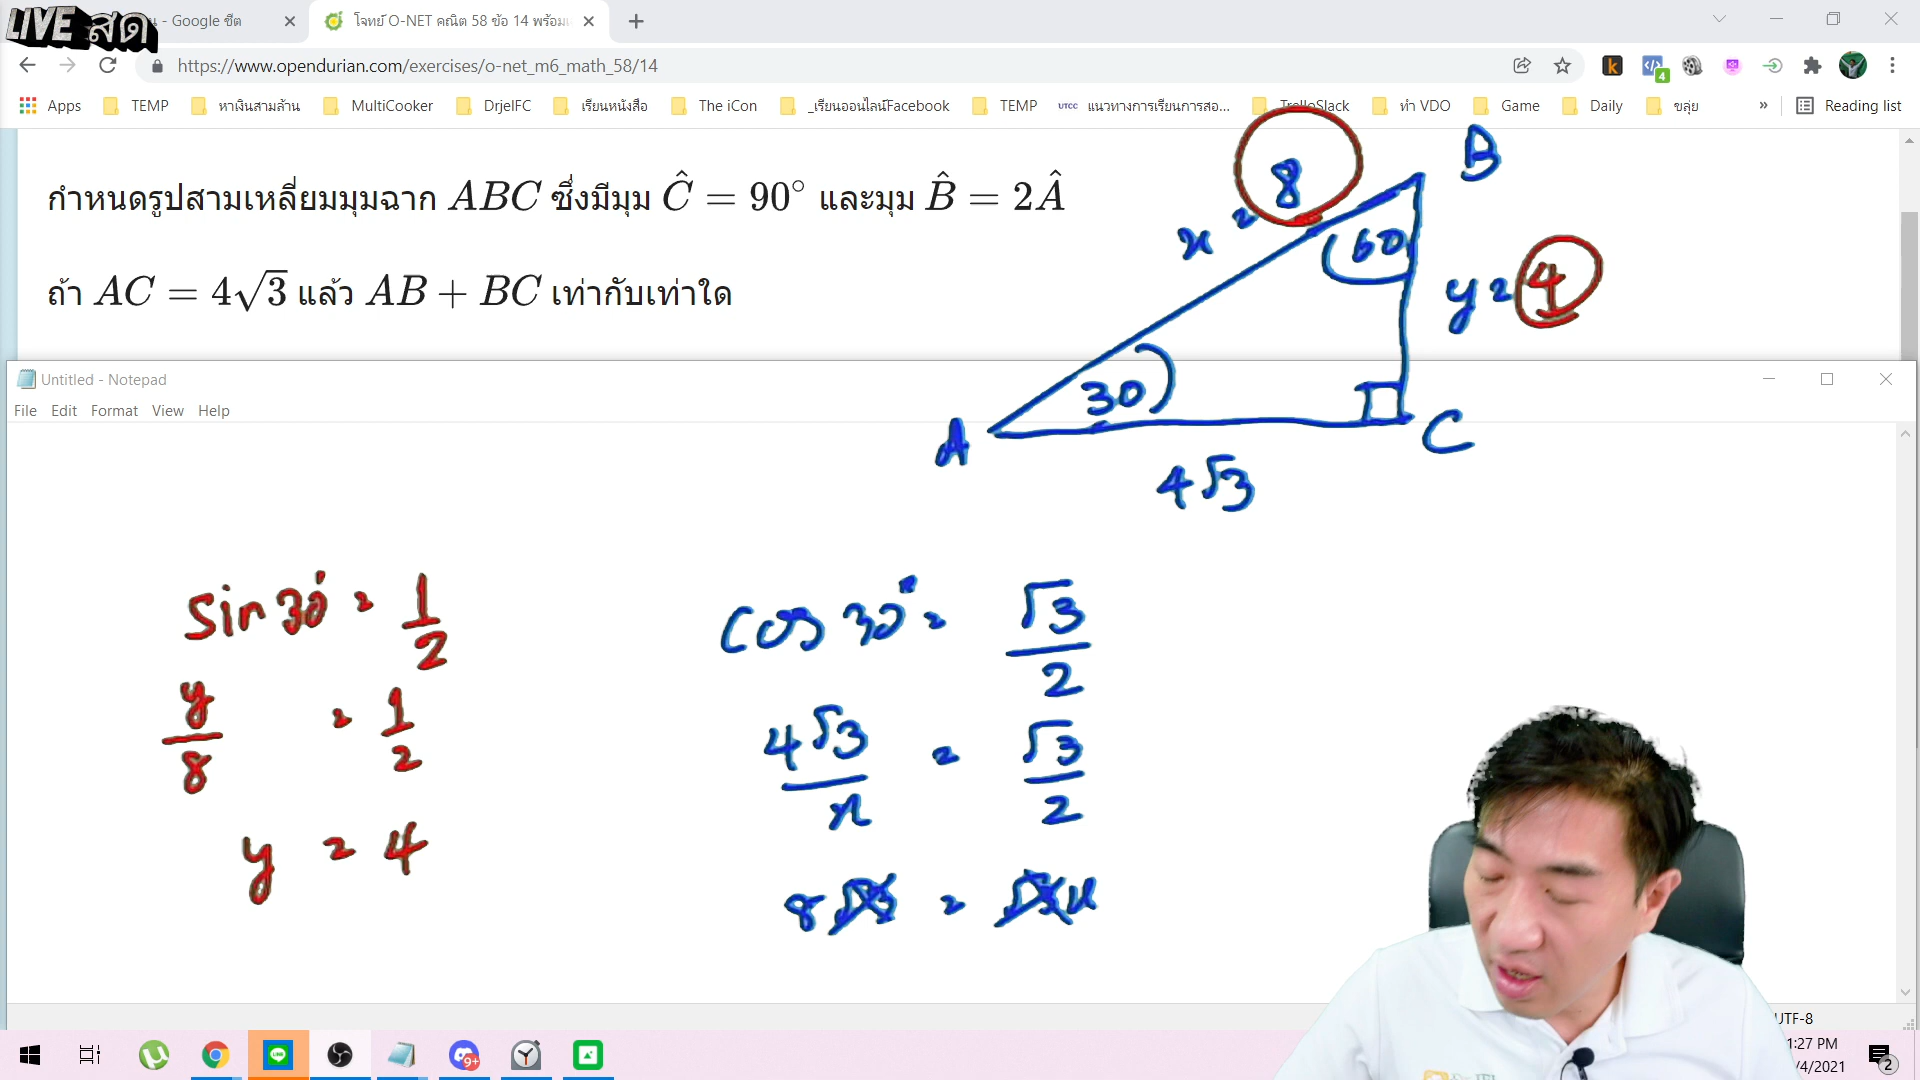 LIVE สด
- Google ชีต
โจทย์ O-NET คณิต 58 ข้อ 14 พร้อม
https://www.opendurian.com/exercises/o-net_m6_math_58/14
Apps TEMP หาเงินสามล้าน MultiCooker DrjelFC เรียนหนังสือ The iCon _เรียนออนไลน์Facebook TEMP UTCC แนวทางการเรียนการสอ... TrelloSlack ทำ VDO Game Daily ขลุ่ย » Reading list
กำหนดรูปสามเหลี่ยมมุมฉาก ABC ซึ่งมีมุม Ĉ = 90° และมุม B̂ = 2Â
ถ้า AC = 4√3 แล้ว AB + BC เท่ากับเท่าใด
B
x = 8
60
y = 4
30
A
C
4√3
Untitled - Notepad
File Edit Format View Help
sin 30° = 1/2
y/8 = 1/2
y = 4
cos 30° = √3/2
4√3/x = √3/2
8√3 = √3x
UTF-8
1:27 PM
/4/2021
9+
4
2